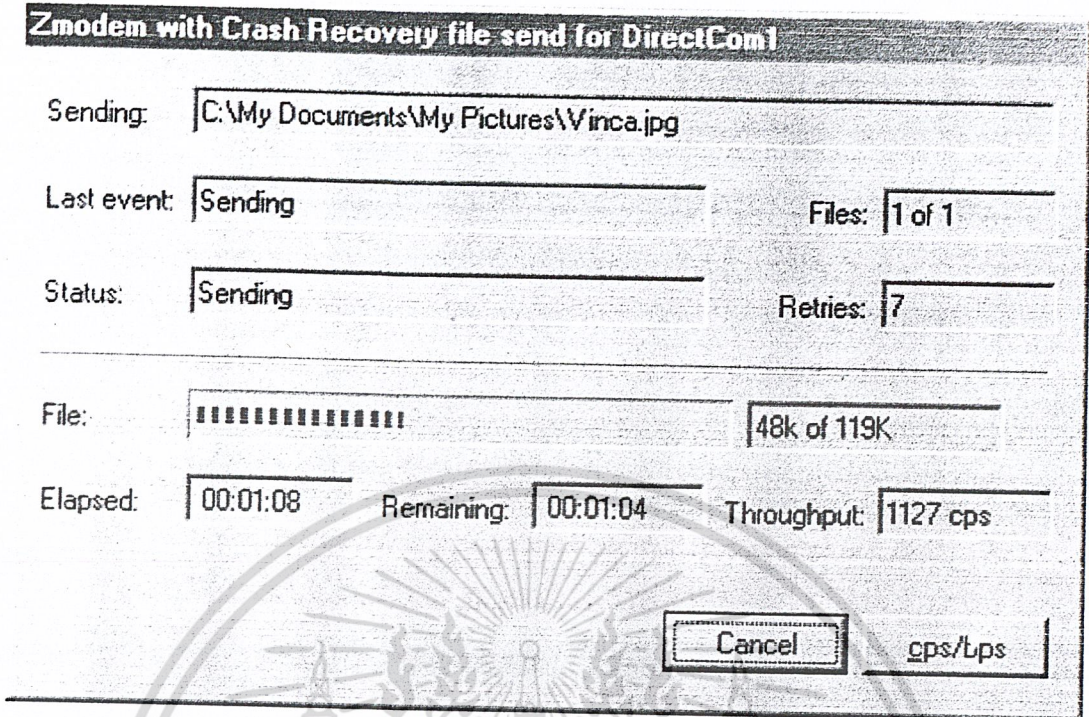 Zmodem with Crash Recovery file send for DirectCom1
Sending: C:\My Documents\My Pictures\Vinca.jpg
Last event: Sending Files: 1 of 1
Status: Sending Retries: 7
File: 48k of 119K
Elapsed: 00:01:08 Remaining: 00:01:04 Throughput: 1127 cps
Cancel cps/bps